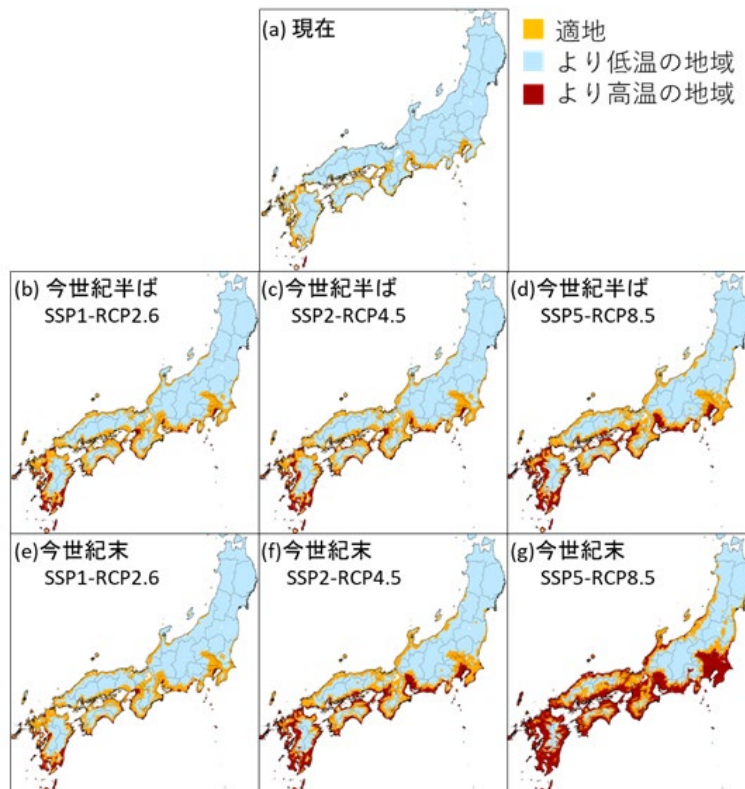 (a) 現在
適地
より低温の地域
より高温の地域
(b) 今世紀半ば
SSP1-RCP2.6
(c) 今世紀半ば
SSP2-RCP4.5
(d) 今世紀半ば
SSP5-RCP8.5
(e) 今世紀末
SSP1-RCP2.6
(f) 今世紀末
SSP2-RCP4.5
(g)今世紀末
SSP5-RCP8.5